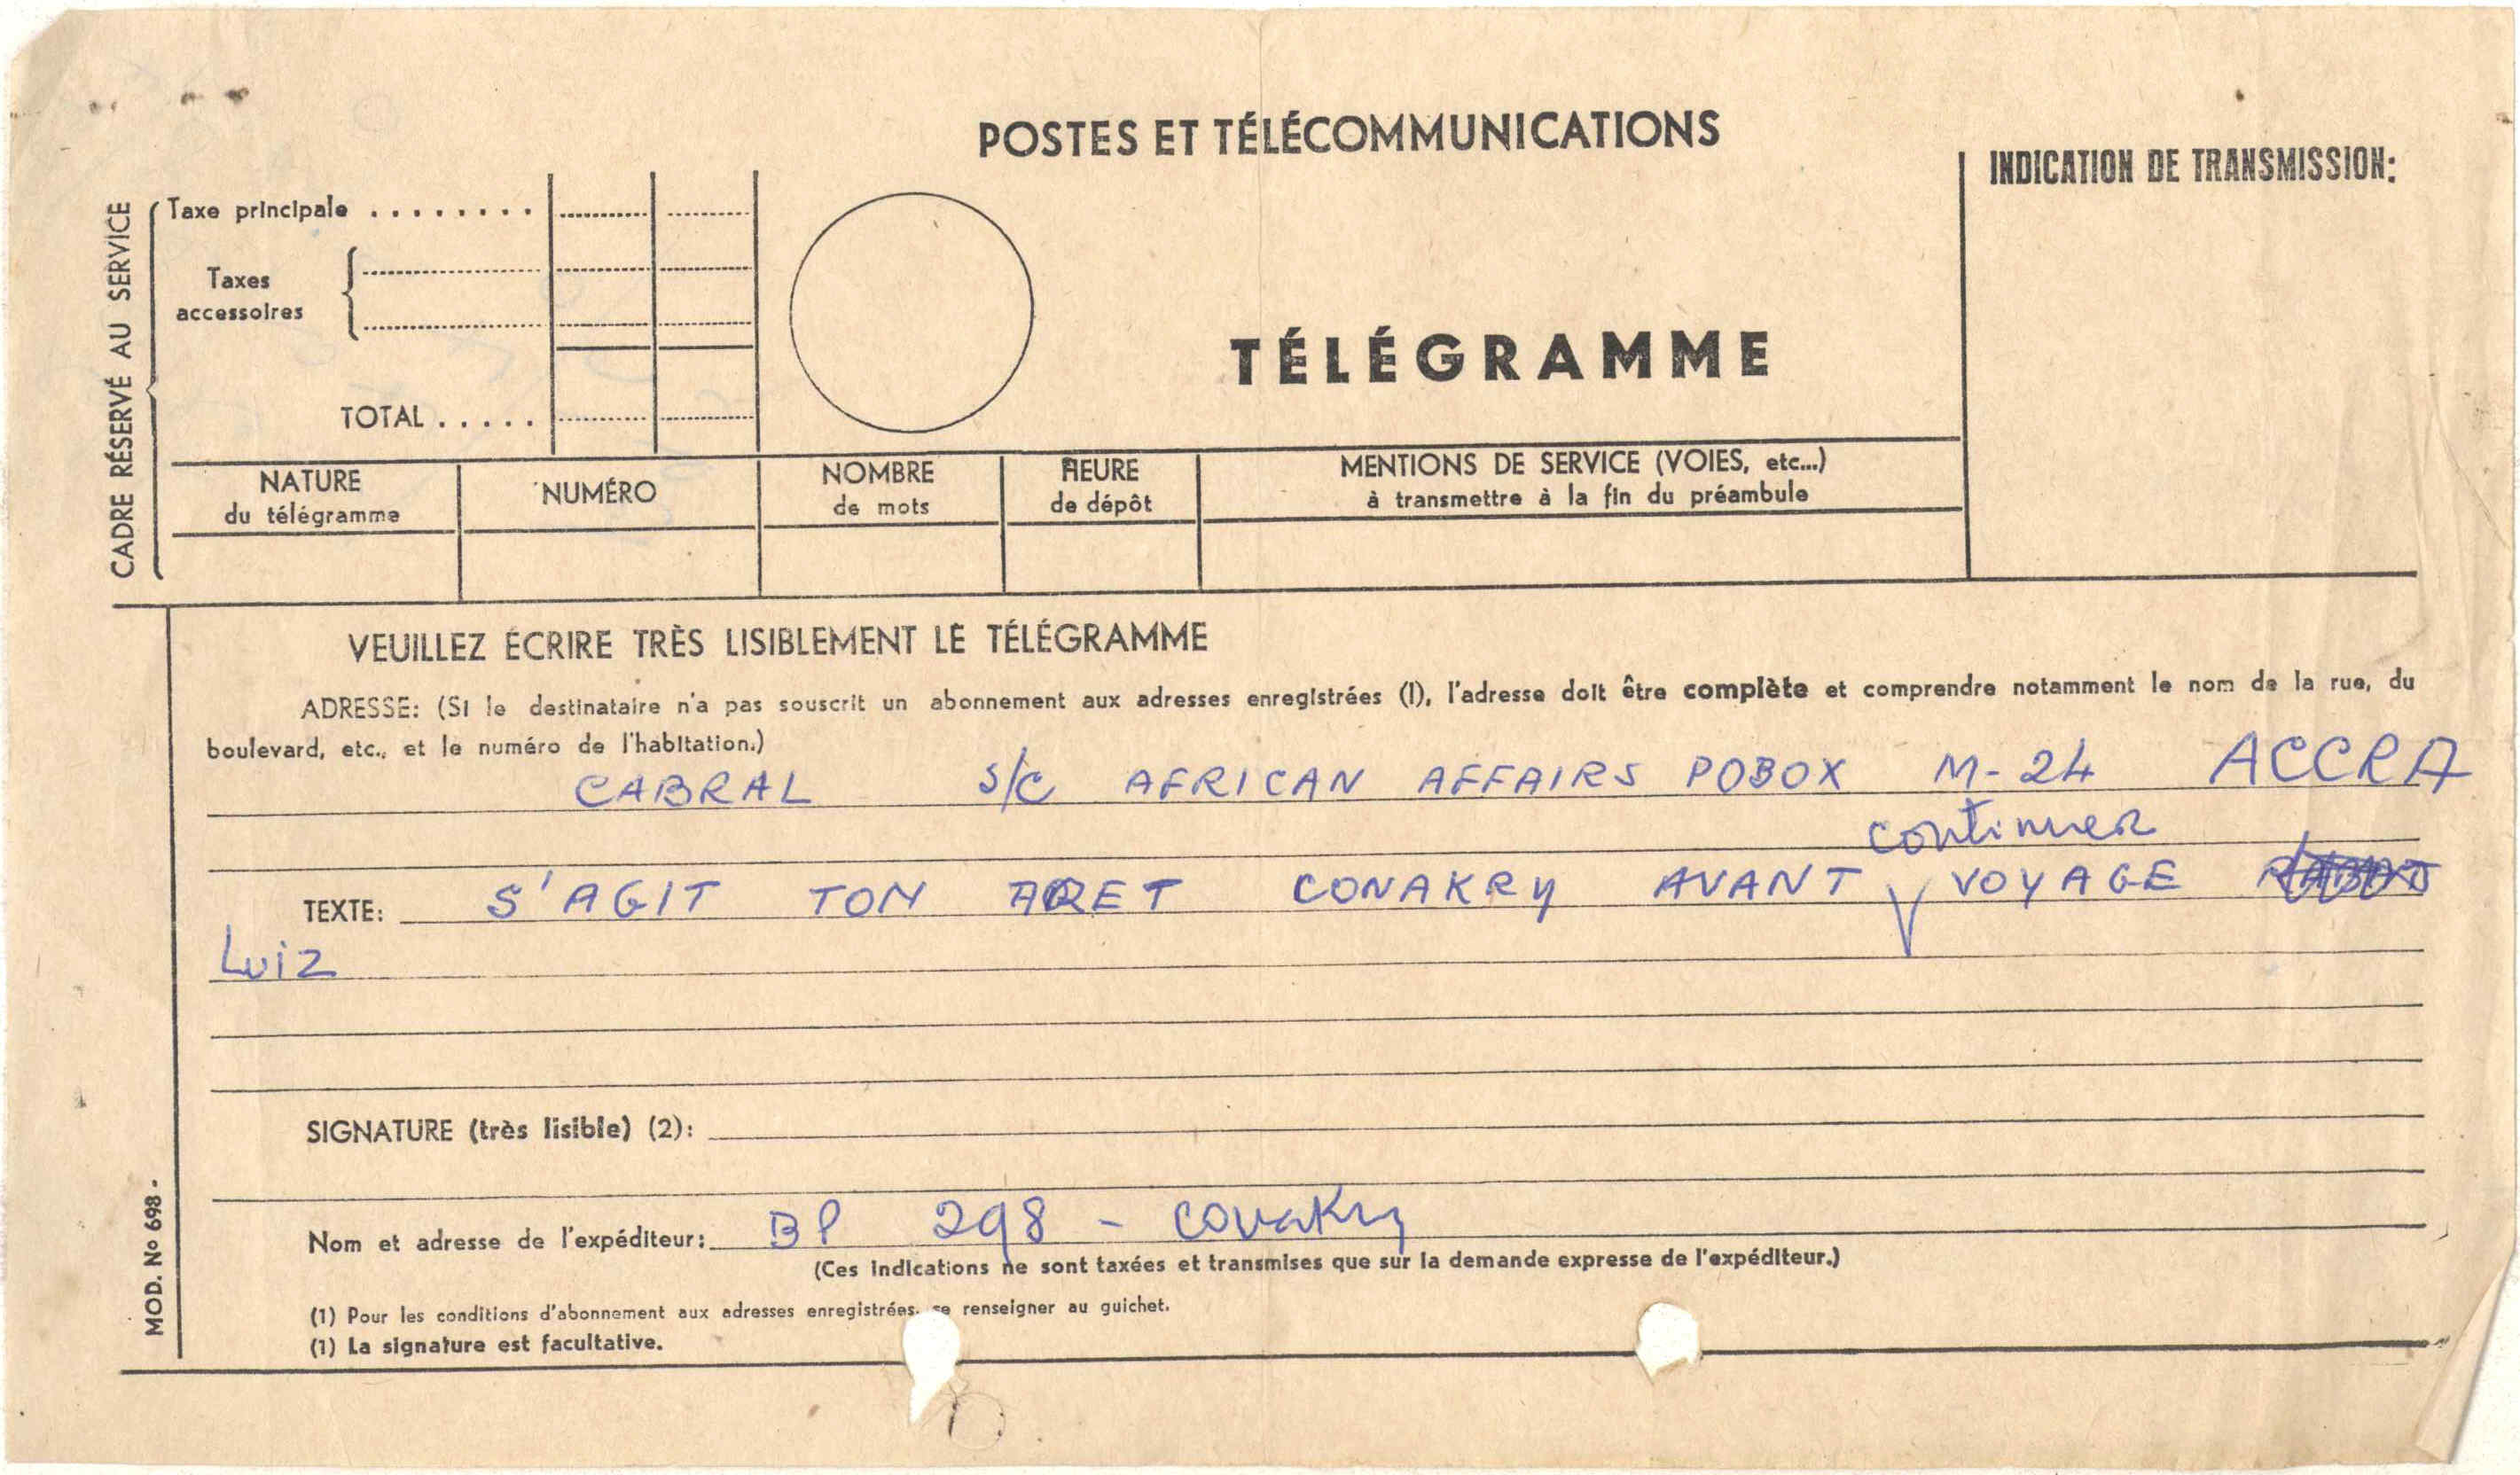 POSTES ET TÉLÉCOMMUNICATIONS
INDICATION DE TRANSMISSION:
CADRE RÉSERVÉ AU SERVICE
Taxe principale ........
Taxes
accessoires
TOTAL .....
TÉLÉGRAMME
NATURE
du télégramme
NUMÉRO
NOMBRE
de mots
HEURE
de dépôt
MENTIONS DE SERVICE (VOIES, etc...)
à transmettre à la fin du préambule
VEUILLEZ ÉCRIRE TRÈS LISIBLEMENT LE TÉLÉGRAMME
ADRESSE: (Si le destinataire n'a pas souscrit un abonnement aux adresses enregistrées (1), l'adresse doit être complète et comprendre notamment le nom de la rue, du
boulevard, etc., et le numéro de l'habitation.)
CABRAL S/C AFRICAN AFFAIRS POBOX M-24 ACCRA
continuer
TEXTE: S'AGIT TON ARET CONAKRY AVANT VOYAGE
Luiz
SIGNATURE (très lisible) (2):
Nom et adresse de l'expéditeur: BP 298 - Conakry
(Ces indications ne sont taxées et transmises que sur la demande expresse de l'expéditeur.)
(1) Pour les conditions d'abonnement aux adresses enregistrées, se renseigner au guichet.
(1) La signature est facultative.
MOD. No 698 -